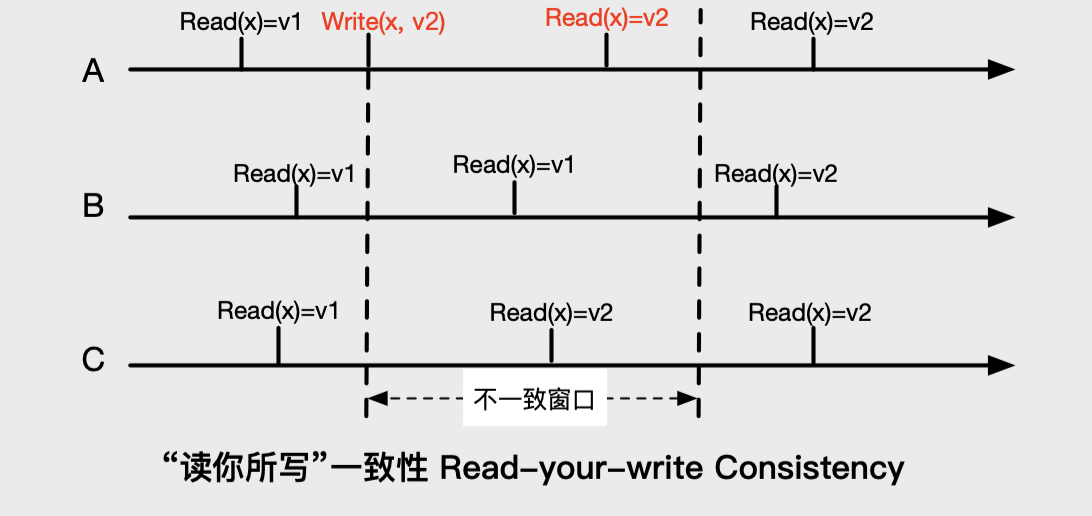 Read(x)=v1 Write(x, v2) Read(x)=v2 Read(x)=v2
A
Read(x)=v1 Read(x)=v1 Read(x)=v2
B
Read(x)=v1 Read(x)=v2 Read(x)=v2
C
不一致窗口
“读你所写”一致性 Read–your–write Consistency